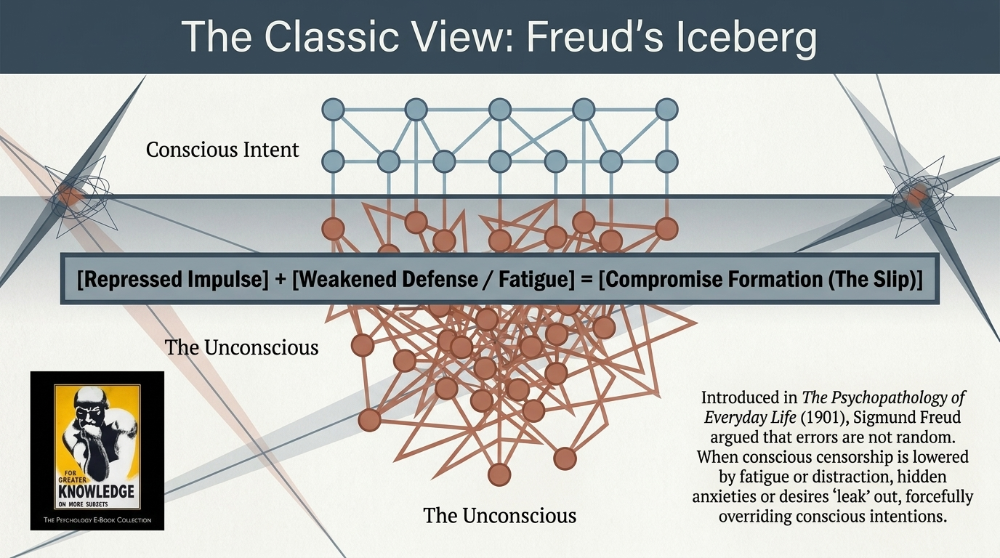 The Classic View: Freud’s Iceberg
Conscious Intent
[Repressed Impulse] + [Weakened Defense / Fatigue] = [Compromise Formation (The Slip)]
The Unconscious
FOR
GREATER
KNOWLEDGE
ON MORE SUBƧETS
THE PSYCHOLOGY E-BOOK COLLECTION
The Unconscious
Introduced in The Psychopathology of
Everyday Life (1901), Sigmund Freud
argued that errors are not random.
When conscious censorship is lowered
by fatigue or distraction, hidden
anxieties or desires ‘leak’ out, forcefully
overriding conscious intentions.